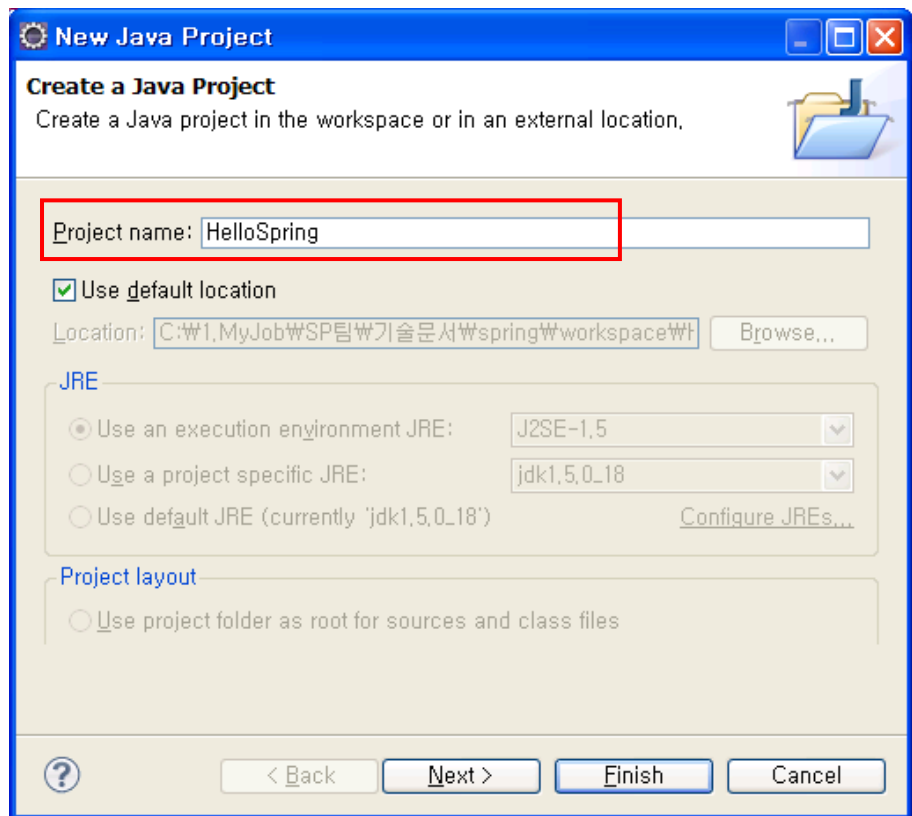 New Java Project
Create a Java Project
Create a Java project in the workspace or in an external location,
Project name: HelloSpring
Use default location
Location: C:₩1,MyJob₩SP팀₩기술문서₩spring₩workspace₩H Browse,,,
JRE
Use an execution environment JRE: J2SE-1,5
Use a project specific JRE: jdk1,5,0_18
Use default JRE (currently 'jdk1,5,0_18') Configure JREs,,,
Project layout
Use project folder as root for sources and class files
? < Back Next > Finish Cancel